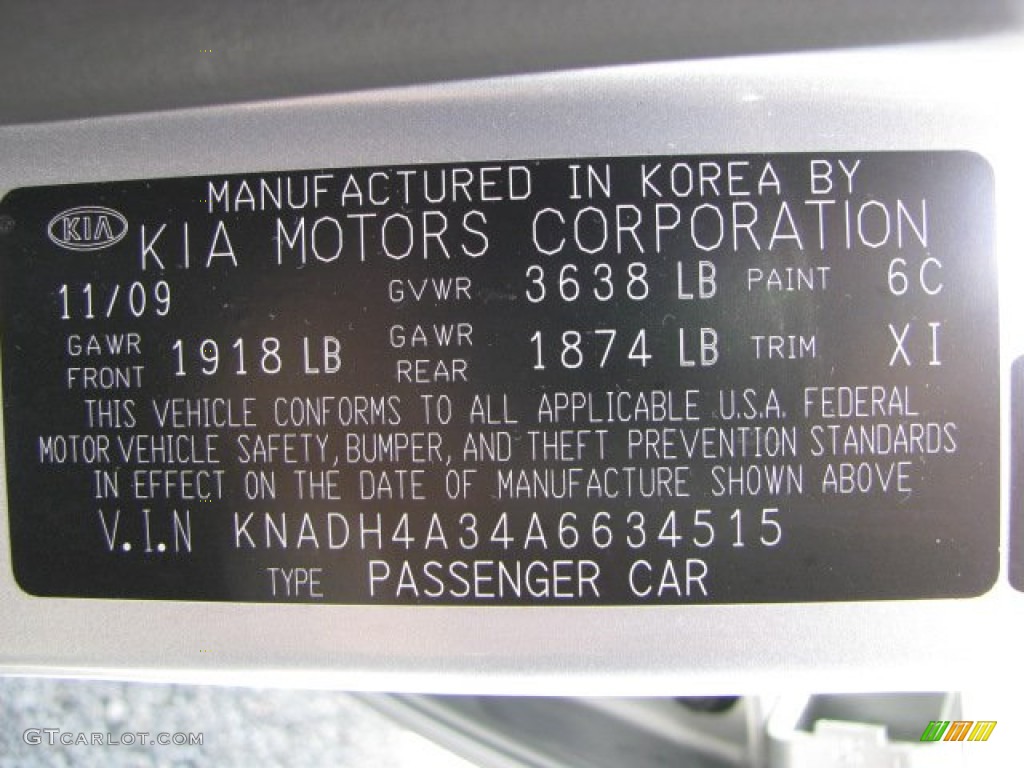 MANUFACTURED IN KOREA BY
KIA KIA MOTORS CORPORATION
11/09 GVWR 3638 LB PAINT 6C
GAWR FRONT 1918 LB GAWR REAR 1874 LB TRIM XI
THIS VEHICLE CONFORMS TO ALL APPLICABLE U.S.A. FEDERAL
MOTOR VEHICLE SAFETY, BUMPER, AND THEFT PREVENTION STANDARDS
IN EFFECT ON THE DATE OF MANUFACTURE SHOWN ABOVE
V.I.N KNADH4A34A6634515
TYPE PASSENGER CAR
GTCARLOT.COM